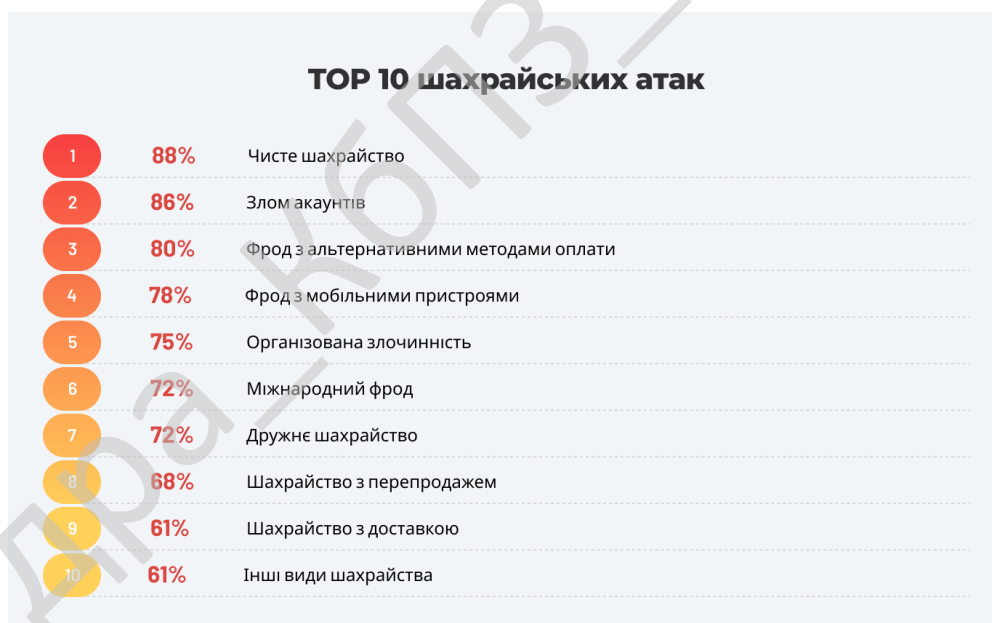 TOP 10 шахрайських атак
1 88% Чисте шахрайство
2 86% Злом акаунтів
3 80% Фрод з альтернативними методами оплати
4 78% Фрод з мобільними пристроями
5 75% Організована злочинність
6 72% Міжнародний фрод
7 72% Дружнє шахрайство
8 68% Шахрайство з перепродажем
9 61% Шахрайство з доставкою
10 61% Інші види шахрайства